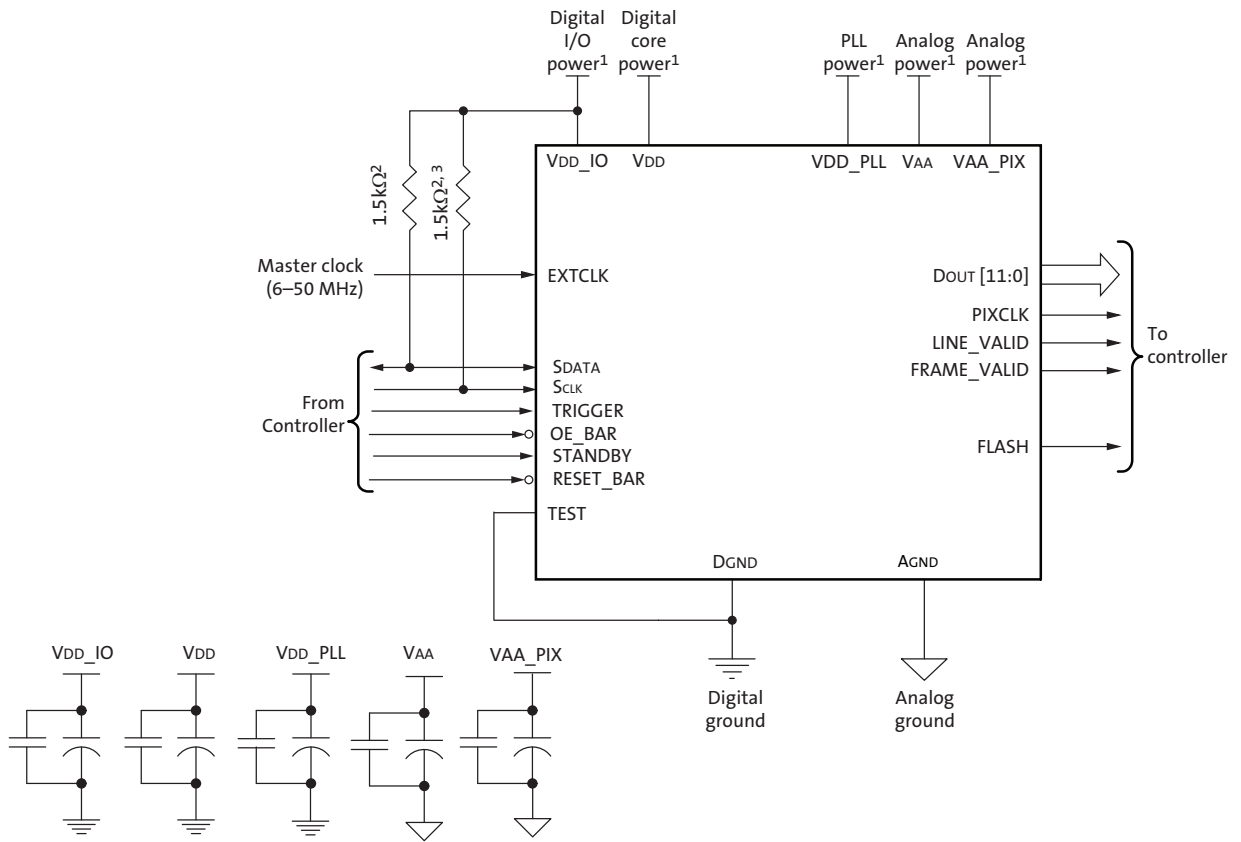 Digital
I/O
power1
Digital
core
power1
PLL
power1
Analog
power1
Analog
power1
VDD_IO
VDD
VDD_PLL
VAA
VAA_PIX
1.5kΩ2
1.5kΩ2, 3
Master clock
(6–50 MHz)
EXTCLK
SDATA
SCLK
TRIGGER
OE_BAR
STANDBY
RESET_BAR
TEST
From
Controller
DOUT [11:0]
PIXCLK
LINE_VALID
FRAME_VALID
FLASH
To
controller
DGND
AGND
Digital
ground
Analog
ground
VDD_IO
VDD
VDD_PLL
VAA
VAA_PIX